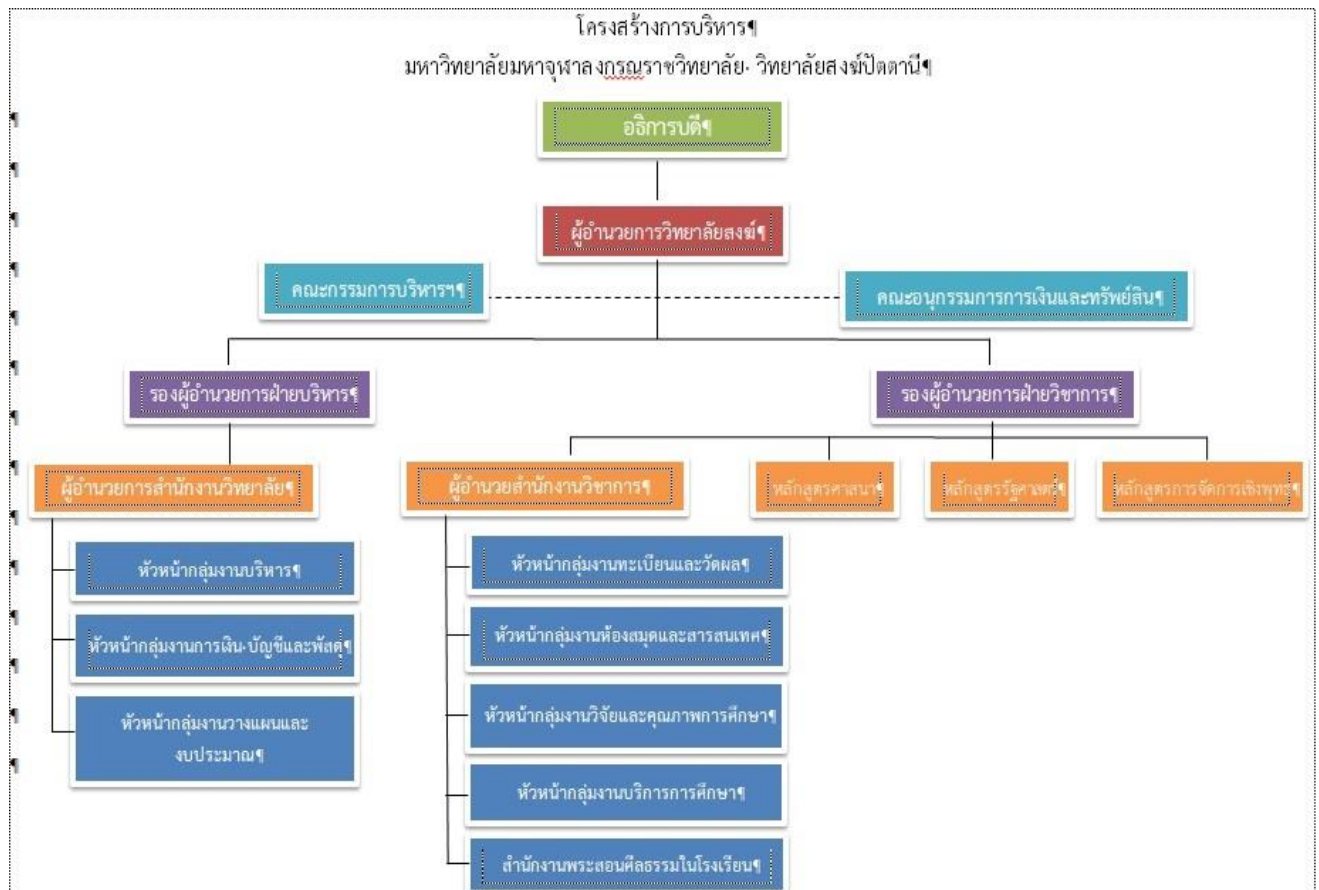 โครงสร้างการบริหาร¶
มหาวิทยาลัยมหาจุฬาลงกรณราชวิทยาลัย· วิทยาลัยสงฆ์ปัตตานี¶
อธิการบดี¶
ผู้อำนวยการวิทยาลัยสงฆ์¶
คณะกรรมการบริหารฯ¶
คณะอนุกรรมการการเงินและทรัพย์สิน¶
รองผู้อำนวยการฝ่ายบริหาร¶
รองผู้อำนวยการฝ่ายวิชาการ¶
ผู้อำนวยการสำนักงานวิทยาลัย¶
ผู้อำนวยสำนักงานวิชาการ¶
หลักสูตรศาสนา¶
หลักสูตรรัฐศาสตร์¶
หลักสูตรการจัดการเชิงพุทธ¶
หัวหน้ากลุ่มงานบริหาร¶
หัวหน้ากลุ่มงานการเงิน·บัญชีและพัสดุ¶
หัวหน้ากลุ่มงานวางแผนและ
งบประมาณ¶
หัวหน้ากลุ่มงานทะเบียนและวัดผล¶
หัวหน้ากลุ่มงานห้องสมุดและสารสนเทศ¶
หัวหน้ากลุ่มงานวิจัยและคุณภาพการศึกษา¶
หัวหน้ากลุ่มงานบริการการศึกษา¶
สำนักงานพระสอนศีลธรรมในโรงเรียน¶